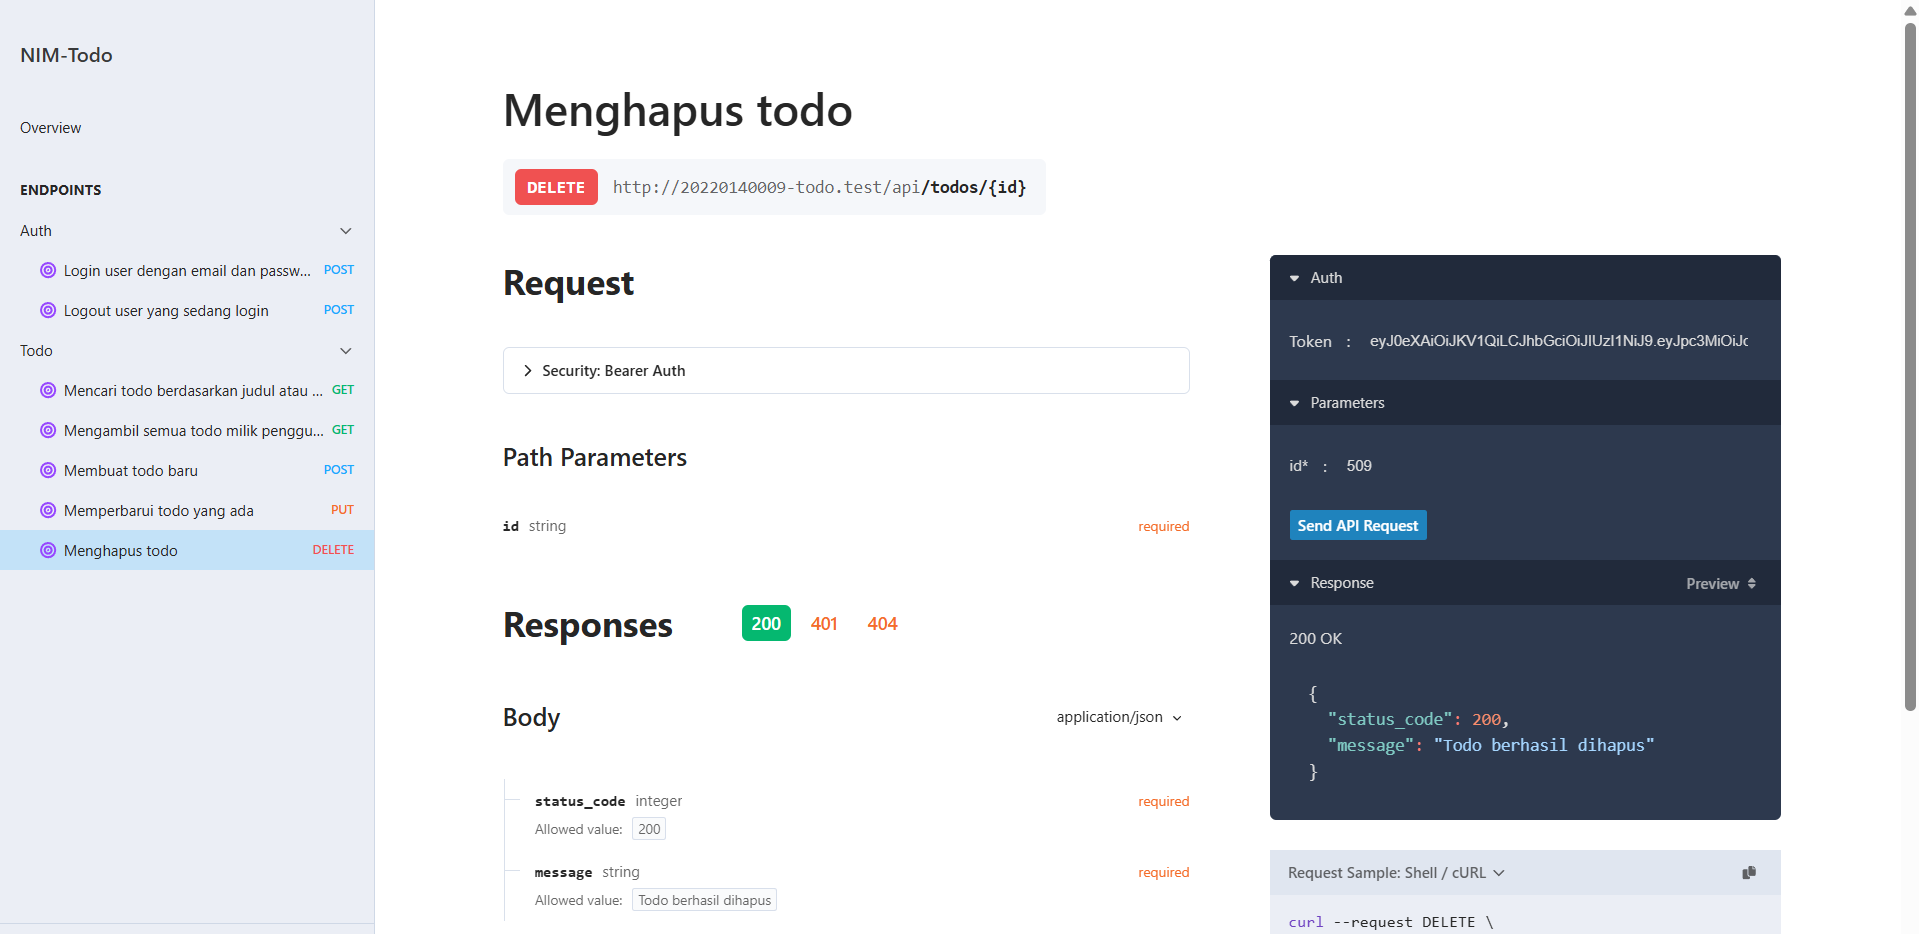 NIM-Todo
Overview
ENDPOINTS
Auth
Login user dengan email dan passw... POST
Logout user yang sedang login POST
Todo
Mencari todo berdasarkan judul atau ... GET
Mengambil semua todo milik penggu... GET
Membuat todo baru POST
Memperbarui todo yang ada PUT
Menghapus todo DELETE
Menghapus todo
DELETE http://20220140009-todo.test/api/todos/{id}
Request
Security: Bearer Auth
Path Parameters
id string required
Responses 200 401 404
Body application/json
status_code integer required
Allowed value: 200
message string required
Allowed value: Todo berhasil dihapus
Auth
Token : eyJ0eXAiOiJKV1QiLCJhbGciOiJIUzI1NiJ9.eyJpc3MiOiJc
Parameters
id* : 509
Send API Request
Response Preview
200 OK
{
"status_code": 200,
"message": "Todo berhasil dihapus"
}
Request Sample: Shell / cURL
curl --request DELETE \